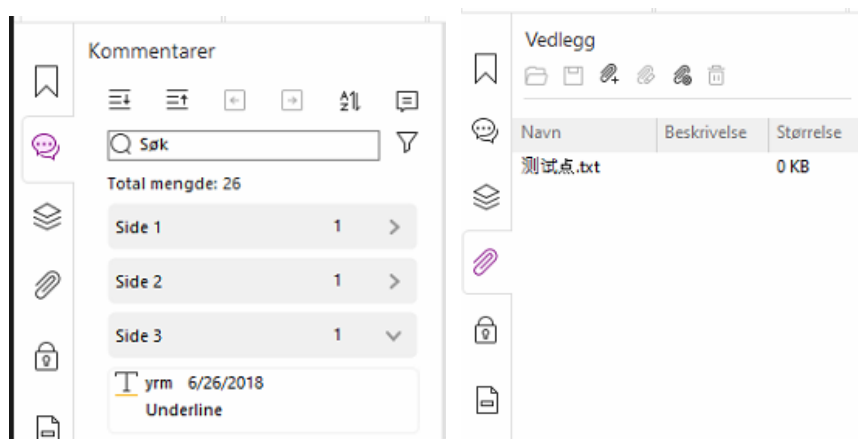 Kommentarer
Søk
Total mengde: 26
Side 1 1
Side 2 1
Side 3 1
yrm 6/26/2018
Underline
Vedlegg
Navn Beskrivelse Størrelse
测试点.txt 0 KB